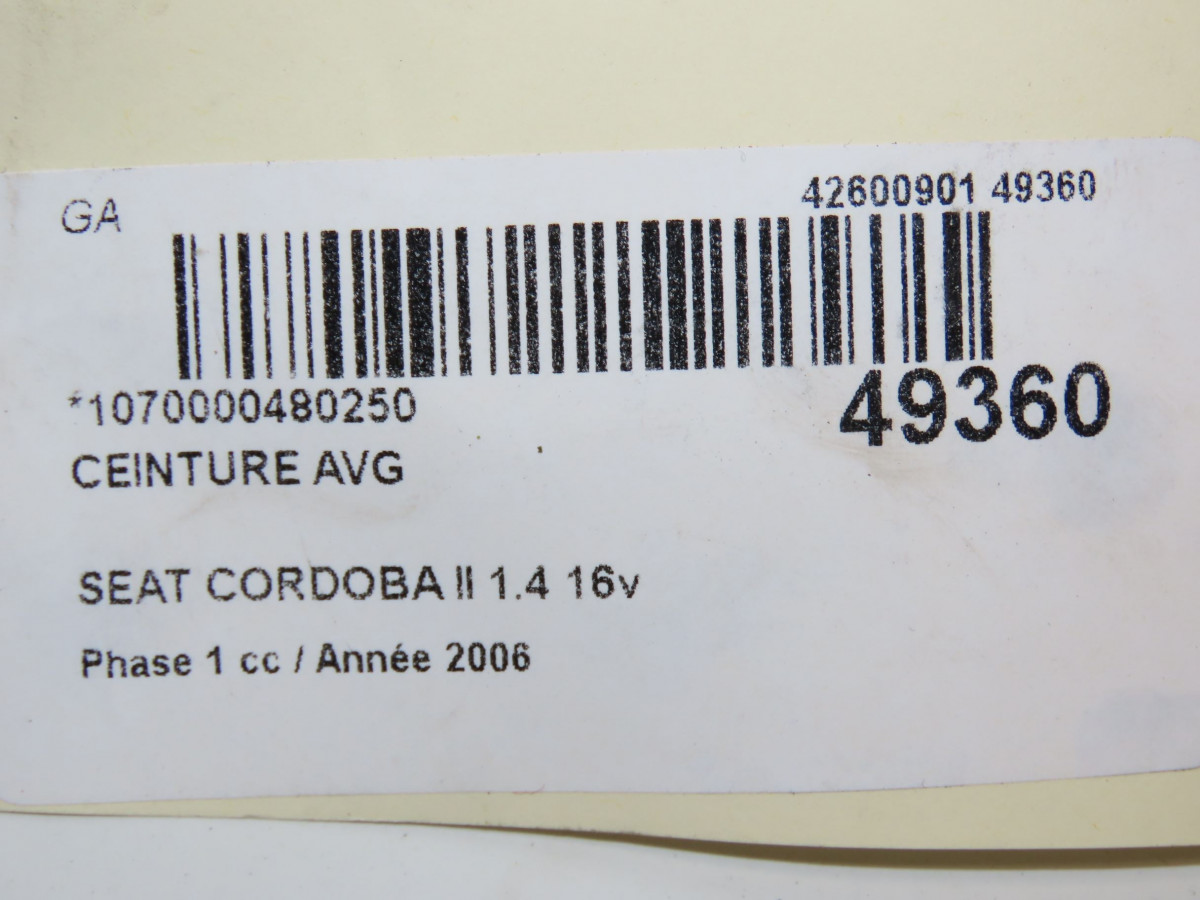 GA
42600901 49360
*1070000480250
49360
CEINTURE AVG
SEAT CORDOBA II 1.4 16v
Phase 1 cc / Année 2006